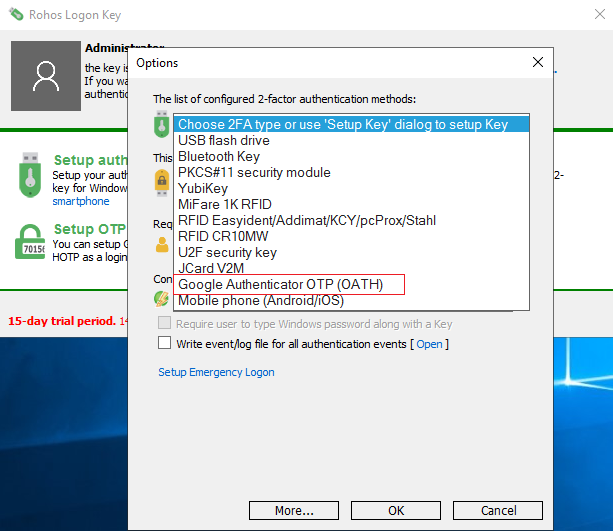 Rohos Logon Key
Administrator
the key is
If you wa
authentic
Options
The list of configured 2-factor authentication methods:
Choose 2FA type or use 'Setup Key' dialog to setup Key
USB flash drive
Bluetooth Key
PKCS#11 security module
YubiKey
MiFare 1K RFID
RFID Easyident/Addimat/KCY/pcProx/Stahl
RFID CR10MW
U2F security key
JCard V2M
Google Authenticator OTP (OATH)
Mobile phone (Android/iOS)
This
Req
Con
Require user to type Windows password along with a Key
Write event/log file for all authentication events [ Open ]
Setup Emergency Logon
More...
OK
Cancel
Setup auth
Setup your authe
key for Window
smartphone
2-
Setup OTP
You can setup G
HOTP as a login
70156
15-day trial period. 14